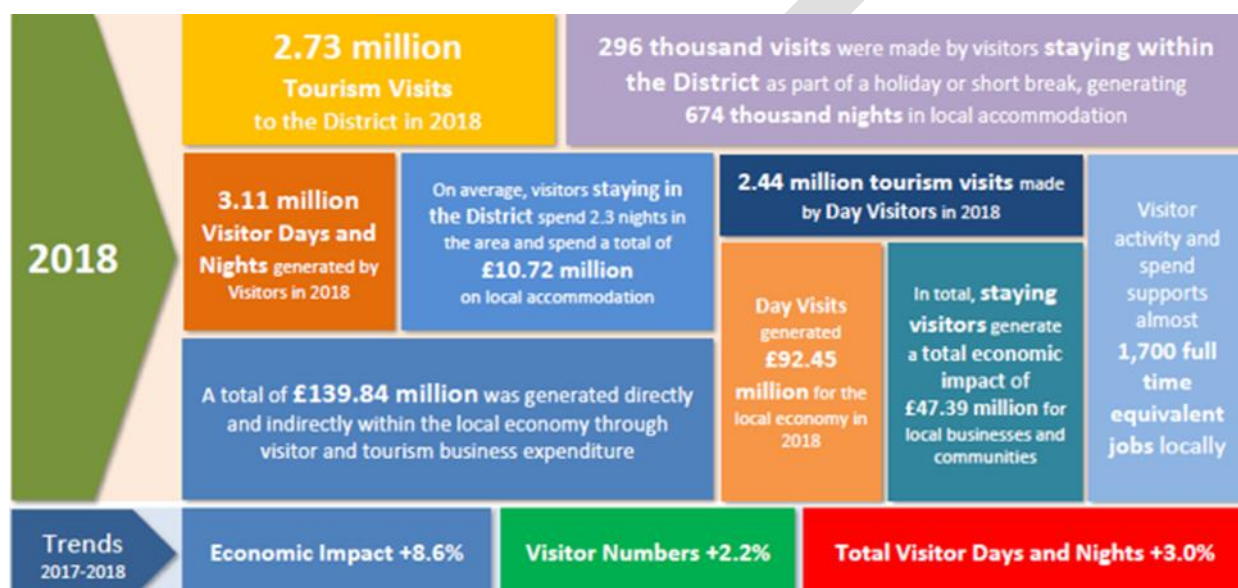 2018
2.73 million
Tourism Visits
to the District in 2018
296 thousand visits were made by visitors staying within
the District as part of a holiday or short break, generating
674 thousand nights in local accommodation
3.11 million
Visitor Days and
Nights generated by
Visitors in 2018
On average, visitors staying in
the District spend 2.3 nights in
the area and spend a total of
£10.72 million
on local accommodation
2.44 million tourism visits made
by Day Visitors in 2018
Visitor
activity and
spend
supports
almost
1,700 full
time
equivalent
jobs locally
A total of £139.84 million was generated directly
and indirectly within the local economy through
visitor and tourism business expenditure
Day Visits
generated
£92.45
million for the
local economy in
2018
In total, staying
visitors generate
a total economic
impact of
£47.39 million for
local businesses and
communities
Trends
2017-2018
Economic Impact +8.6%
Visitor Numbers +2.2%
Total Visitor Days and Nights +3.0%